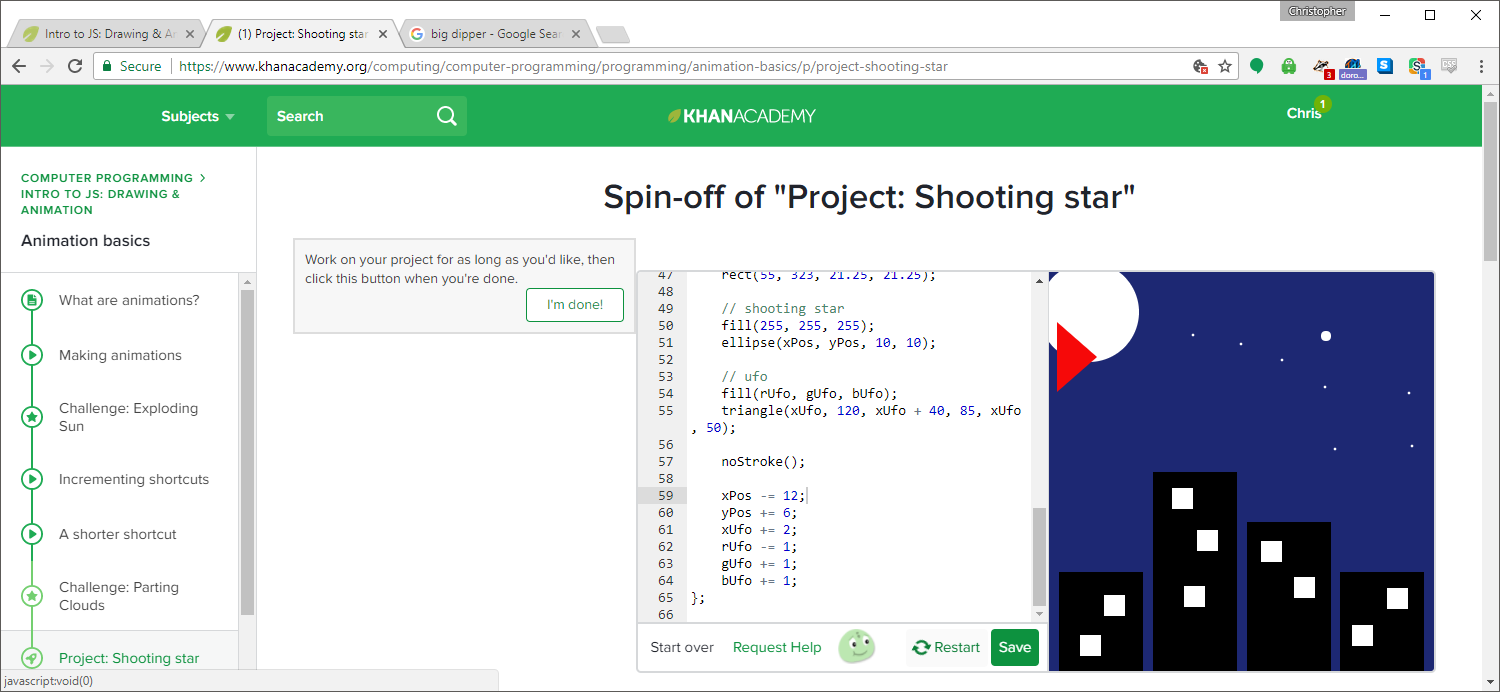 Christopher
Intro to JS: Drawing & An
(1) Project: Shooting star
big dipper - Google Sear
Secure
https://www.khanacademy.org/computing/computer-programming/programming/animation-basics/p/project-shooting-star
3
doro...
S
S
1
CSE
Subjects
Search
KHANACADEMY
Chris
1
COMPUTER PROGRAMMING >
INTRO TO JS: DRAWING &
ANIMATION
Animation basics
What are animations?
Making animations
Challenge: Exploding
Sun
Incrementing shortcuts
A shorter shortcut
Challenge: Parting
Clouds
Project: Shooting star
javascript:void(0)
Spin-off of "Project: Shooting star"
Work on your project for as long as you'd like, then
click this button when you're done.
I'm done!
47 rect(55, 323, 21.25, 21.25);
48
49 // shooting star
50 fill(255, 255, 255);
51 ellipse(xPos, yPos, 10, 10);
52
53 // ufo
54 fill(rUfo, gUfo, bUfo);
55 triangle(xUfo, 120, xUfo + 40, 85, xUfo
, 50);
56
57 noStroke();
58
59 xPos -= 12;
60 yPos += 6;
61 xUfo += 2;
62 rUfo -= 1;
63 gUfo += 1;
64 bUfo += 1;
65 };
66
Start over
Request Help
Restart
Save